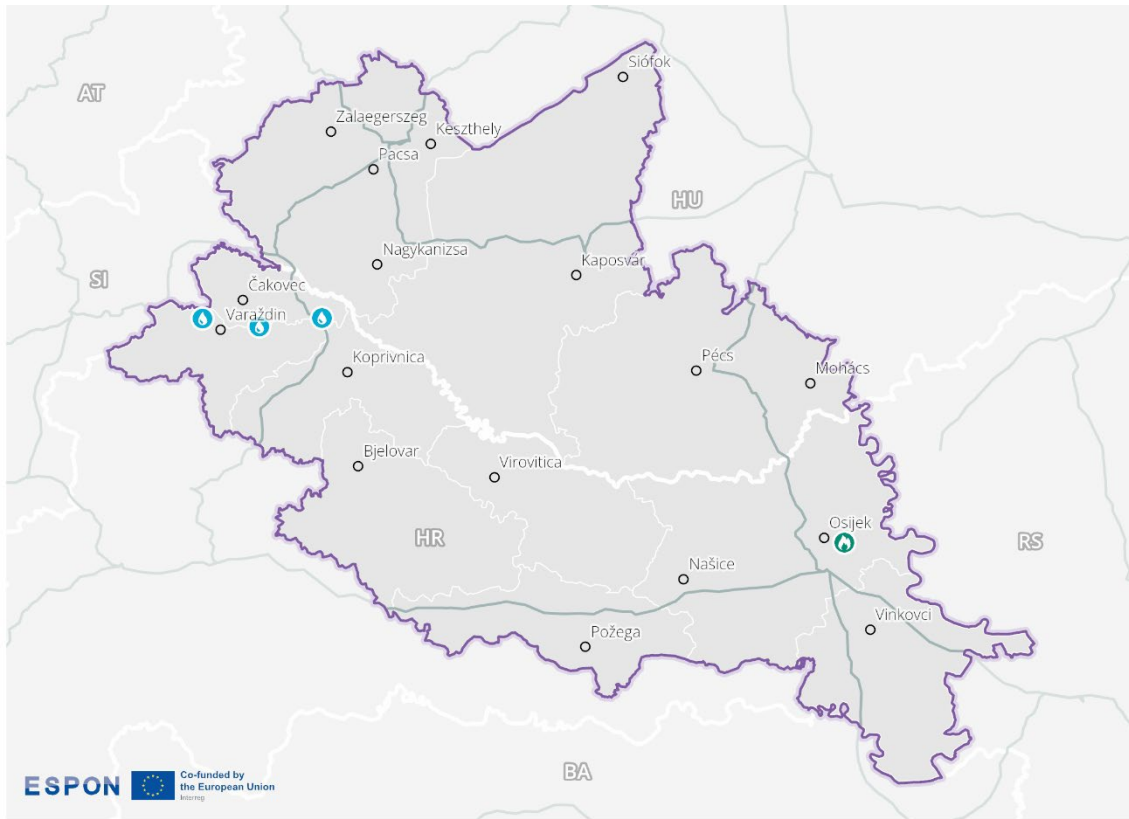 Siófok
AT
Zalaegerszeg
Keszthely
Pacsa
HU
Nagykanizsa
Kaposvár
SI
Čakovec
Varaždin
Koprivnica
Pécs
Mohács
Bjelovar
Virovitica
HR
Osijek
RS
Našice
Vinkovci
Požega
BA
ESPON
Co-funded by
the European Union
Interreg